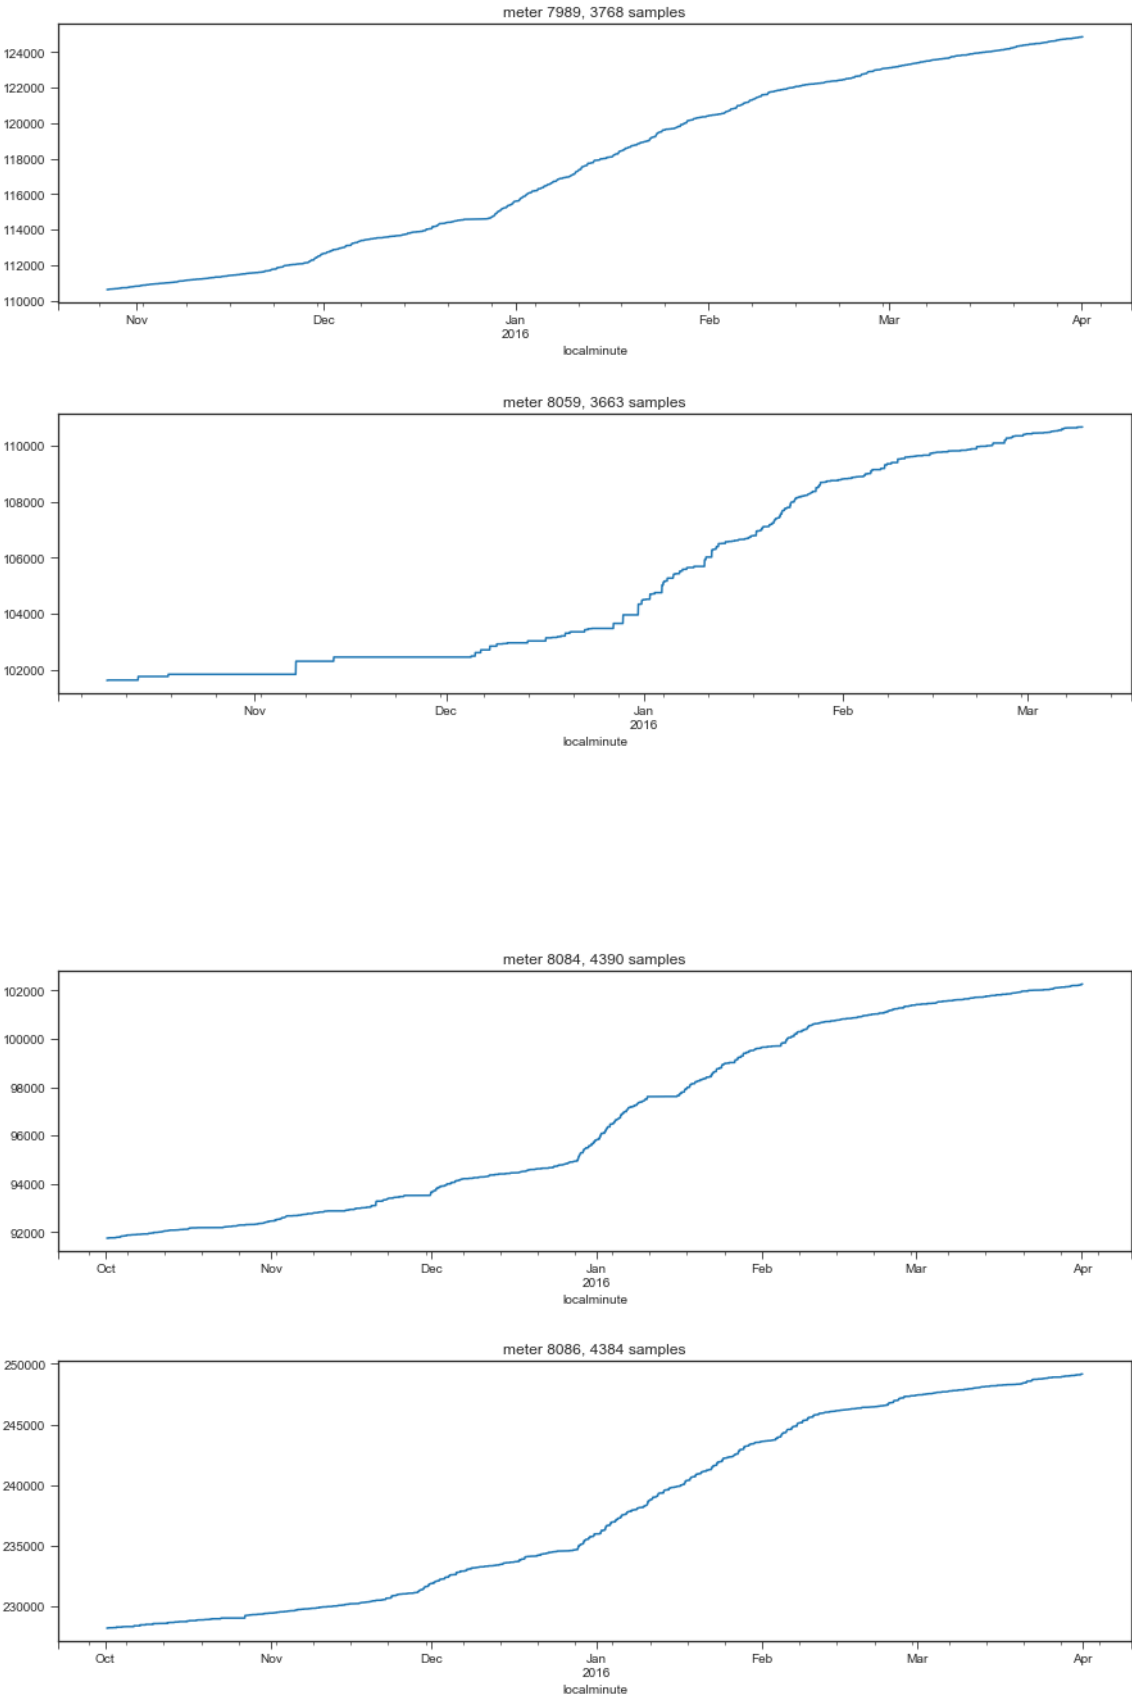 meter 7989, 3768 samples
124000
122000
120000
118000
116000
114000
112000
110000
Nov Dec Jan Feb Mar Apr
2016
localminute
meter 8059, 3663 samples
110000
108000
106000
104000
102000
Nov Dec Jan Feb Mar
2016
localminute
meter 8084, 4390 samples
102000
100000
98000
96000
94000
92000
Oct Nov Dec Jan Feb Mar Apr
2016
localminute
meter 8086, 4384 samples
250000
245000
240000
235000
230000
Oct Nov Dec Jan Feb Mar Apr
2016
localminute